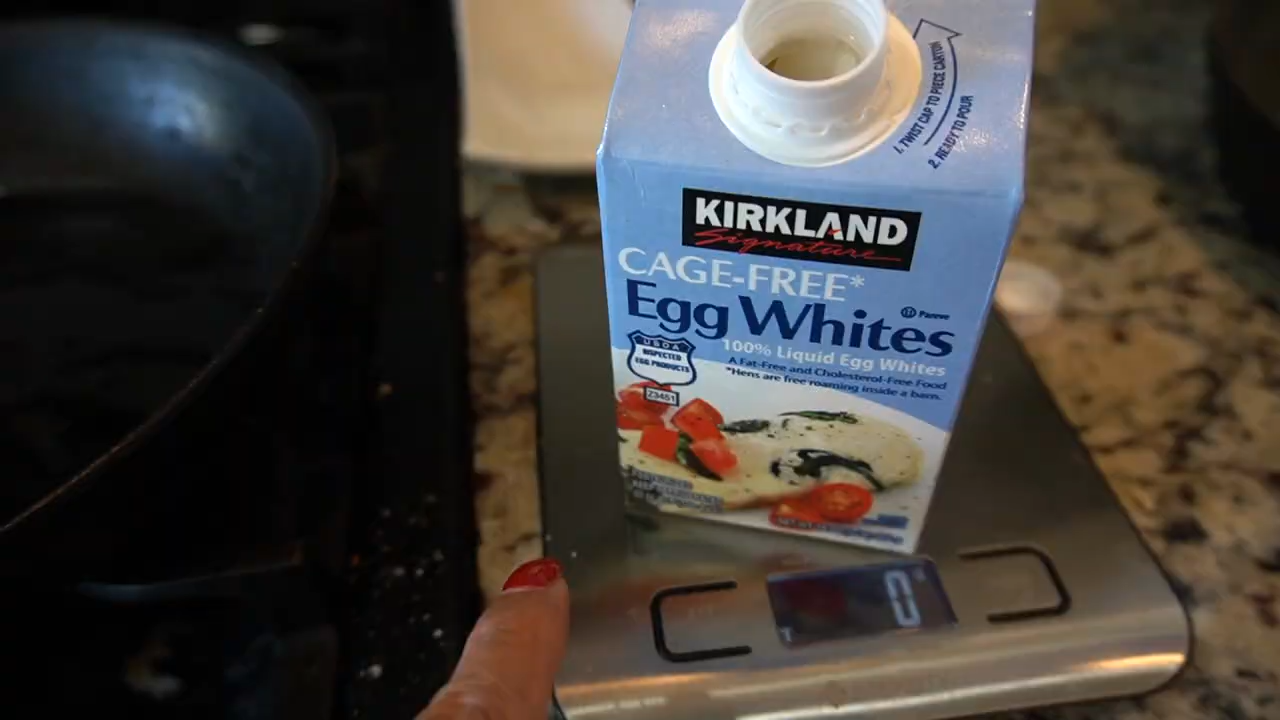 1. TWIST CAP TO PIERCE CARTON
2. READY TO POUR
KIRKLAND
Signature
CAGE-FREE*
Egg Whites
U Pareve
100% Liquid Egg Whites
A Fat-Free and Cholesterol-Free Food
*Hens are free roaming inside a barn.
USDA
INSPECTED
EGG PRODUCTS
Z3451
0